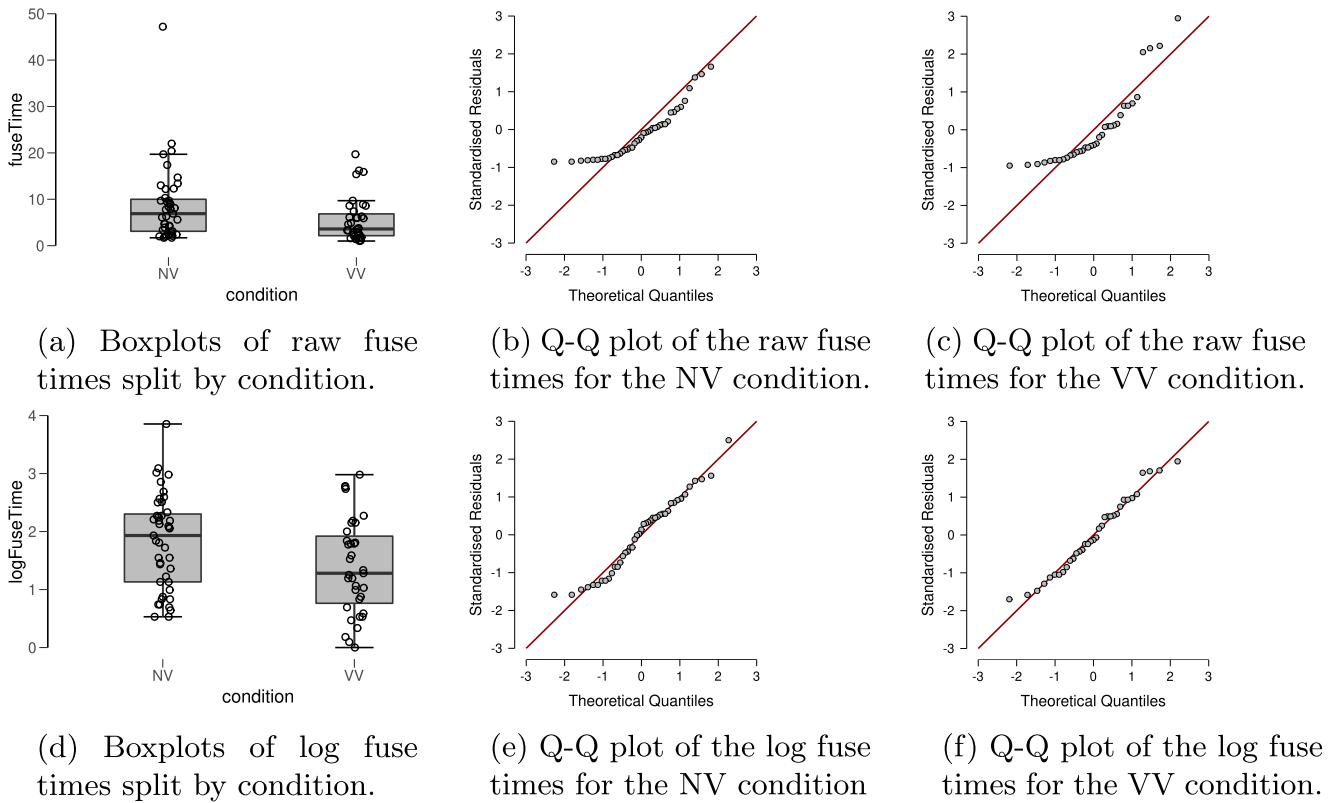 50
40
30
20
10
0
fuseTime
NV
VV
condition
3
2
1
0
-1
-2
-3
Standardised Residuals
-3 -2 -1 0 1 2 3
Theoretical Quantiles
3
2
1
0
-1
-2
-3
Standardised Residuals
-3 -2 -1 0 1 2 3
Theoretical Quantiles
(a) Boxplots of raw fuse
times split by condition.
(b) Q-Q plot of the raw fuse
times for the NV condition.
(c) Q-Q plot of the raw fuse
times for the VV condition.
4
3
2
1
0
logFuseTime
NV
VV
condition
3
2
1
0
-1
-2
-3
Standardised Residuals
-3 -2 -1 0 1 2 3
Theoretical Quantiles
3
2
1
0
-1
-2
-3
Standardised Residuals
-3 -2 -1 0 1 2 3
Theoretical Quantiles
(d) Boxplots of log fuse
times split by condition.
(e) Q-Q plot of the log fuse
times for the NV condition
(f) Q-Q plot of the log fuse
times for the VV condition.